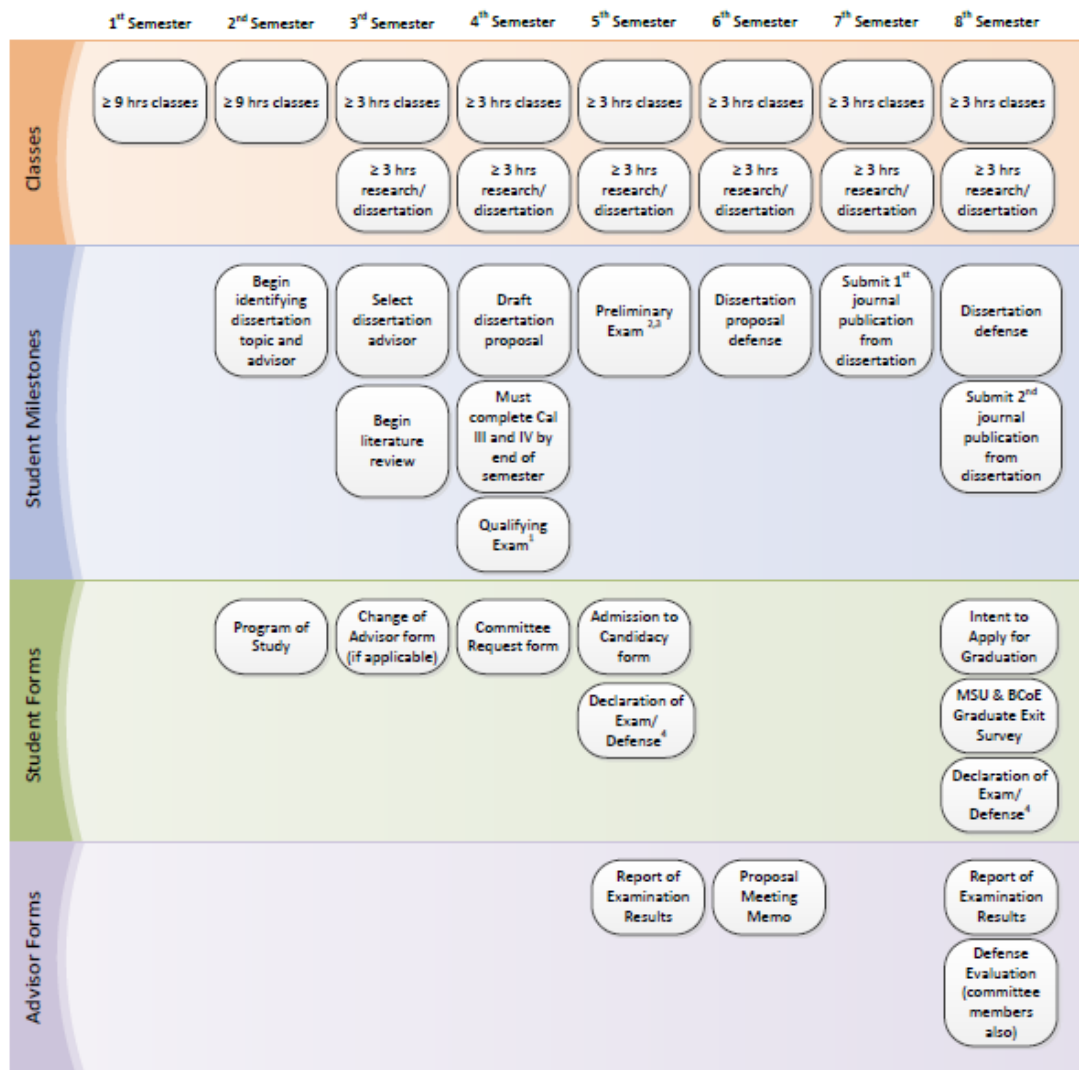 1st Semester 2nd Semester 3rd Semester 4th Semester 5th Semester 6th Semester 7th Semester 8th Semester
Classes
≥ 9 hrs classes
≥ 9 hrs classes
≥ 3 hrs classes
≥ 3 hrs classes
≥ 3 hrs classes
≥ 3 hrs classes
≥ 3 hrs classes
≥ 3 hrs classes
≥ 3 hrs
research/
dissertation
≥ 3 hrs
research/
dissertation
≥ 3 hrs
research/
dissertation
≥ 3 hrs
research/
dissertation
≥ 3 hrs
research/
dissertation
≥ 3 hrs
research/
dissertation
Student Milestones
Begin
identifying
dissertation
topic and
advisor
Select
dissertation
advisor
Draft
dissertation
proposal
Preliminary
Exam 2,3
Dissertation
proposal
defense
Submit 1st
journal
publication
from
dissertation
Dissertation
defense
Begin
literature
review
Must
complete Cal
III and IV by
end of
semester
Submit 2nd
journal
publication
from
dissertation
Qualifying
Exam1
Student Forms
Program of
Study
Change of
Advisor form
(if applicable)
Committee
Request form
Admission to
Candidacy
form
Intent to
Apply for
Graduation
Declaration of
Exam/
Defense4
MSU & BCoE
Graduate Exit
Survey
Declaration of
Exam/
Defense4
Advisor Forms
Report of
Examination
Results
Proposal
Meeting
Memo
Report of
Examination
Results
Defense
Evaluation
(committee
members
also)